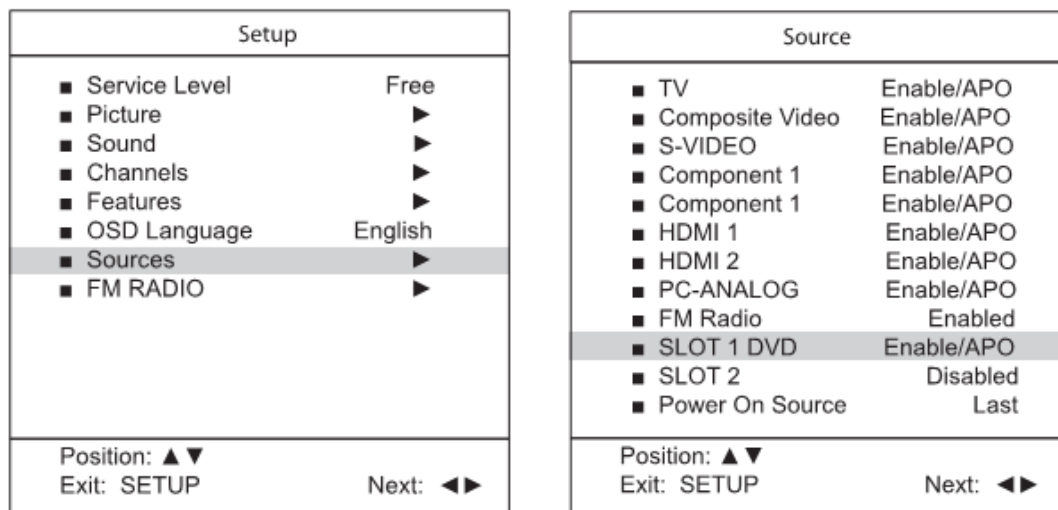 Setup
■ Service Level Free
■ Picture ▶
■ Sound ▶
■ Channels ▶
■ Features ▶
■ OSD Language English
■ Sources ▶
■ FM RADIO ▶
Position: ▲▼
Exit: SETUP Next: ◀▶
Source
■ TV Enable/APO
■ Composite Video Enable/APO
■ S-VIDEO Enable/APO
■ Component 1 Enable/APO
■ Component 1 Enable/APO
■ HDMI 1 Enable/APO
■ HDMI 2 Enable/APO
■ PC-ANALOG Enable/APO
■ FM Radio Enabled
■ SLOT 1 DVD Enable/APO
■ SLOT 2 Disabled
■ Power On Source Last
Position: ▲▼
Exit: SETUP Next: ◀▶